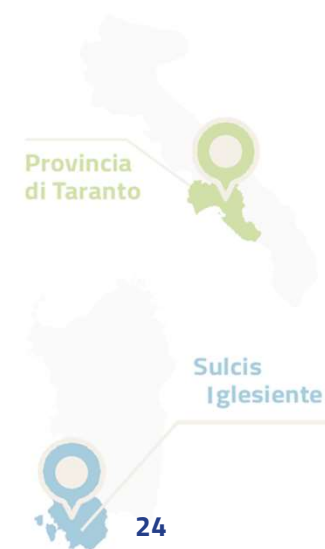 Provincia
di Taranto
Sulcis
Iglesiente
24